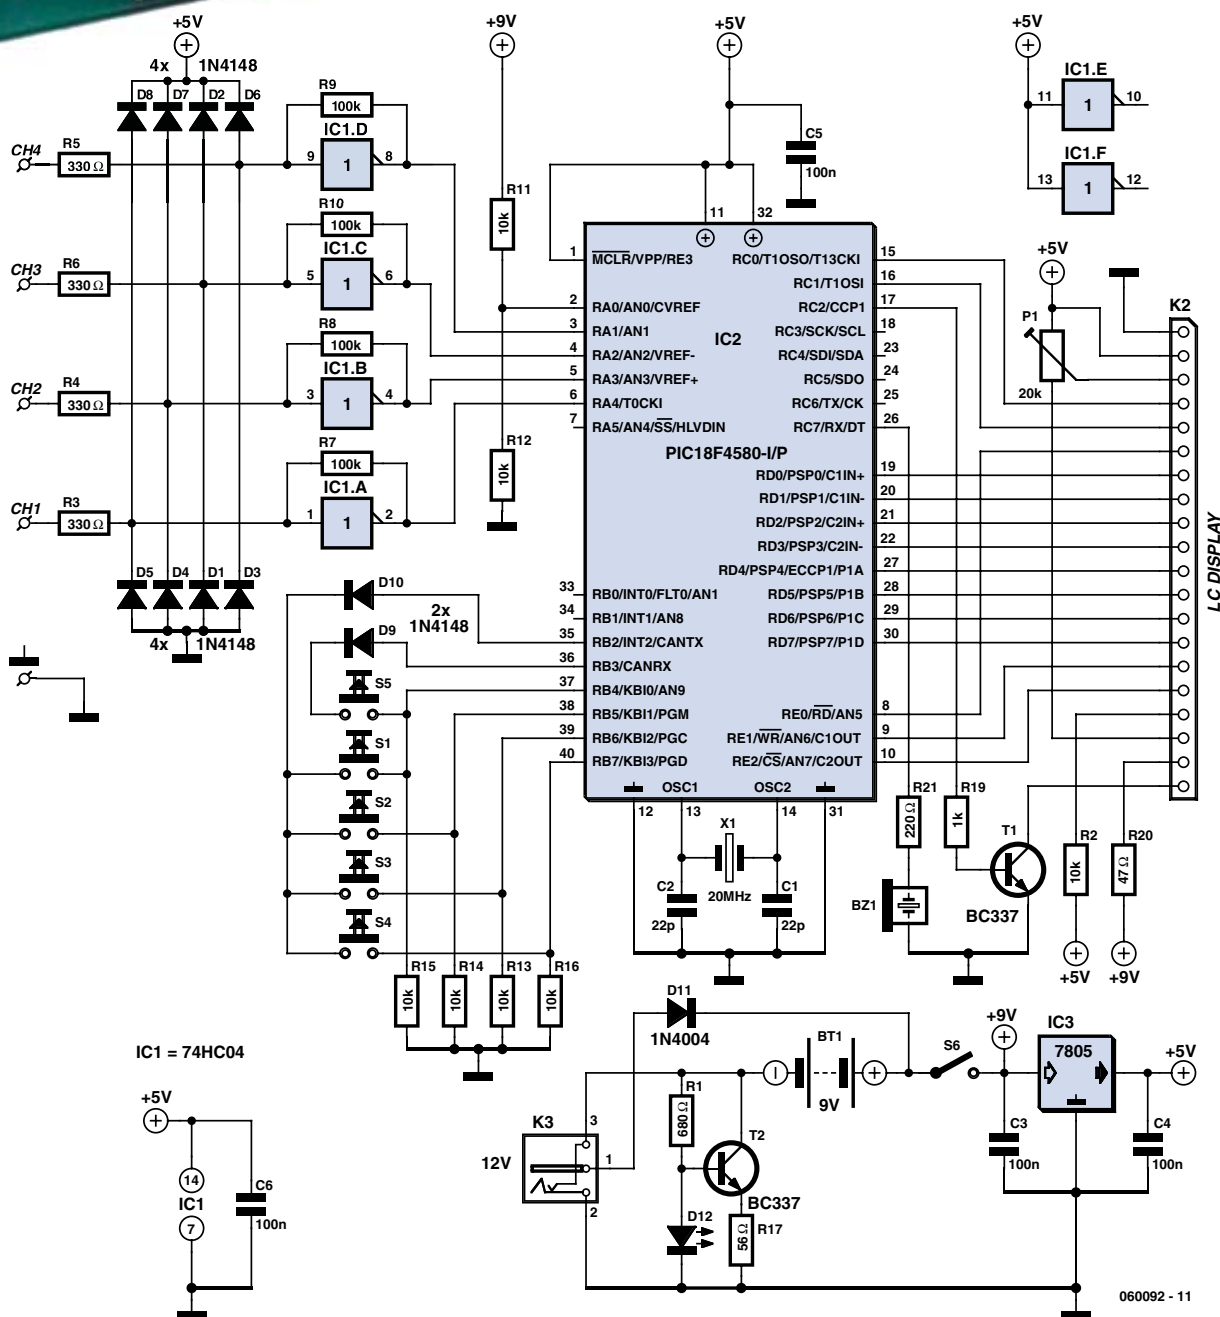 +5V
+9V
+5V
+5V
4x 1N4148
D8 D7 D2 D6
R9
100k
IC1.D
9 1 8
CH4
R5
330 Ω
R10
100k
IC1.C
5 1 6
CH3
R6
330 Ω
R8
100k
IC1.B
3 1 4
CH2
R4
330 Ω
R7
100k
IC1.A
1 1 2
CH1
R3
330 Ω
D5 D4 D1 D3
4x 1N4148
R11
10k
R12
10k
C5
100n
IC1.E
11 1 10
IC1.F
13 1 12
11 32
1 MCLR/VPP/RE3
2 RA0/AN0/CVREF
3 RA1/AN1
4 RA2/AN2/VREF-
5 RA3/AN3/VREF+
6 RA4/T0CKI
7 RA5/AN4/SS/HLVDIN
IC2
PIC18F4580-I/P
33 RB0/INT0/FLT0/AN1
34 RB1/INT1/AN8
35 RB2/INT2/CANTX
36 RB3/CANRX
37 RB4/KBI0/AN9
38 RB5/KBI1/PGM
39 RB6/KBI2/PGC
40 RB7/KBI3/PGD
RC0/T1OSO/T13CKI 15
RC1/T1OSI 16
RC2/CCP1 17
RC3/SCK/SCL 18
RC4/SDI/SDA 23
RC5/SDO 24
RC6/TX/CK 25
RC7/RX/DT 26
RD0/PSP0/C1IN+ 19
RD1/PSP1/C1IN- 20
RD2/PSP2/C2IN+ 21
RD3/PSP3/C2IN- 22
RD4/PSP4/ECCP1/P1A 27
RD5/PSP5/P1B 28
RD6/PSP6/P1C 29
RD7/PSP7/P1D 30
RE0/RD/AN5 8
RE1/WR/AN6/C1OUT 9
RE2/CS/AN7/C2OUT 10
OSC1 OSC2
12 13 14 31
+5V
P1
20k
K2
LC DISPLAY
D10
2x
1N4148
D9
S5
S1
S2
S3
S4
R15 R14 R13 R16
10k 10k 10k 10k
X1
20MHz
C2
22p
C1
22p
R21
220 Ω
BZ1
R19
1k
T1
BC337
R2
10k
+5V
R20
47 Ω
+9V
D11
1N4004
BT1
9V
S6
+9V
IC3
7805
+5V
C3
100n
C4
100n
K3
12V
3
1
2
R1
680 Ω
T2
BC337
D12
R17
56 Ω
IC1 = 74HC04
+5V
14
IC1
7
C6
100n
060092 - 11